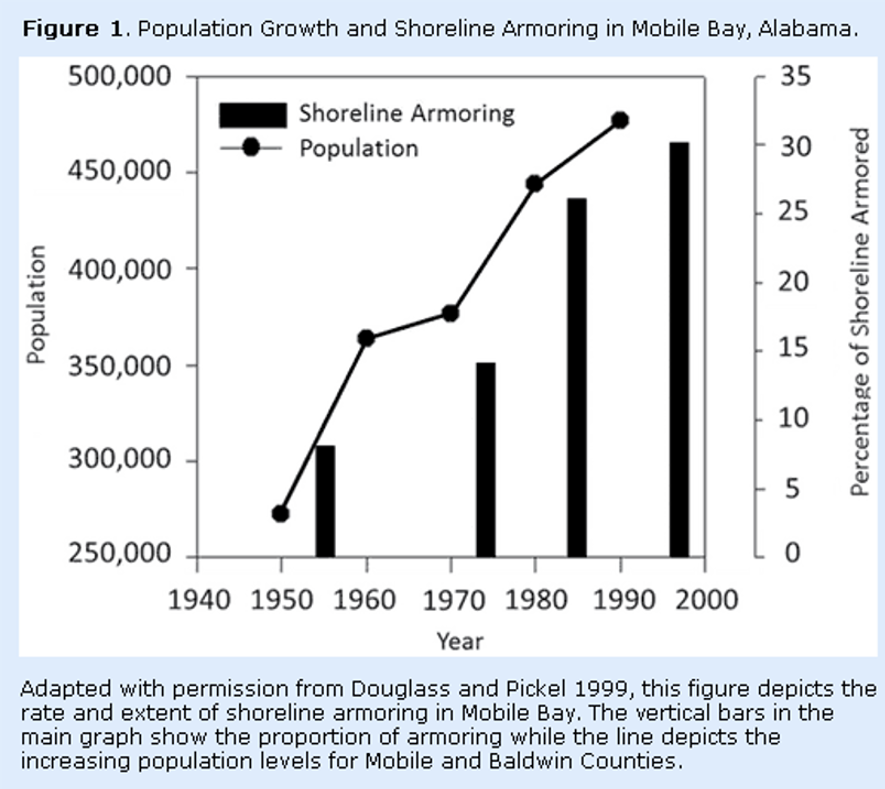 Figure 1. Population Growth and Shoreline Armoring in Mobile Bay, Alabama.
500,000
450,000
400,000
350,000
300,000
250,000
Population
Shoreline Armoring
Population
35
30
25
20
15
10
5
0
Percentage of Shoreline Armored
1940 1950 1960 1970 1980 1990 2000
Year
Adapted with permission from Douglass and Pickel 1999, this figure depicts the
rate and extent of shoreline armoring in Mobile Bay. The vertical bars in the
main graph show the proportion of armoring while the line depicts the
increasing population levels for Mobile and Baldwin Counties.